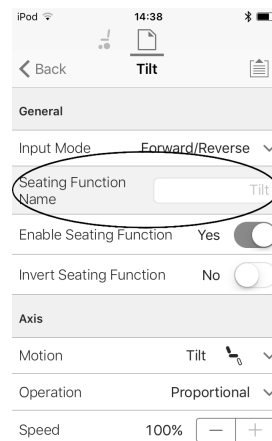 iPod 14:38
Back Tilt
General
Input Mode Forward/Reverse
Seating Function
Name Tilt
Enable Seating Function Yes
Invert Seating Function No
Axis
Motion Tilt
Operation Proportional
Speed 100% − +